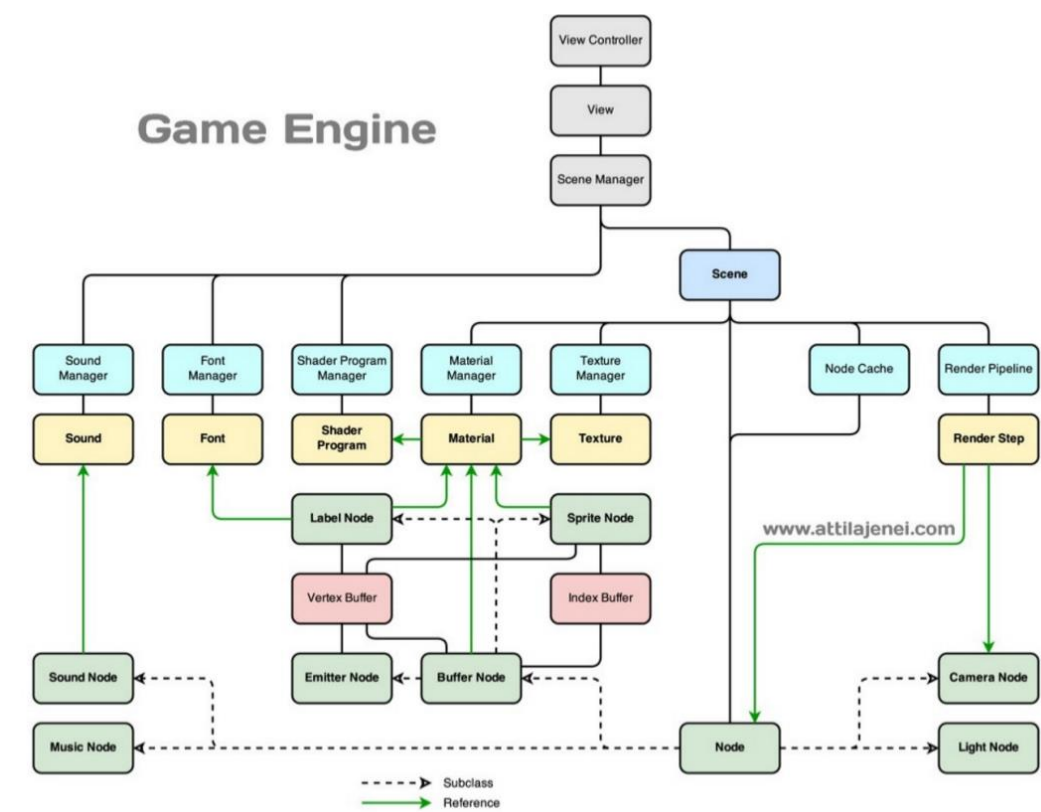 View Controller
View
Game Engine
Scene Manager
Scene
Sound
Manager
Font
Manager
Shader Program
Manager
Material
Manager
Texture
Manager
Node Cache
Render Pipeline
Sound
Font
Shader
Program
Material
Texture
Render Step
Label Node
Sprite Node
www.attilajenei.com
Vertex Buffer
Index Buffer
Sound Node
Emitter Node
Buffer Node
Camera Node
Music Node
Node
Light Node
Subclass
Reference